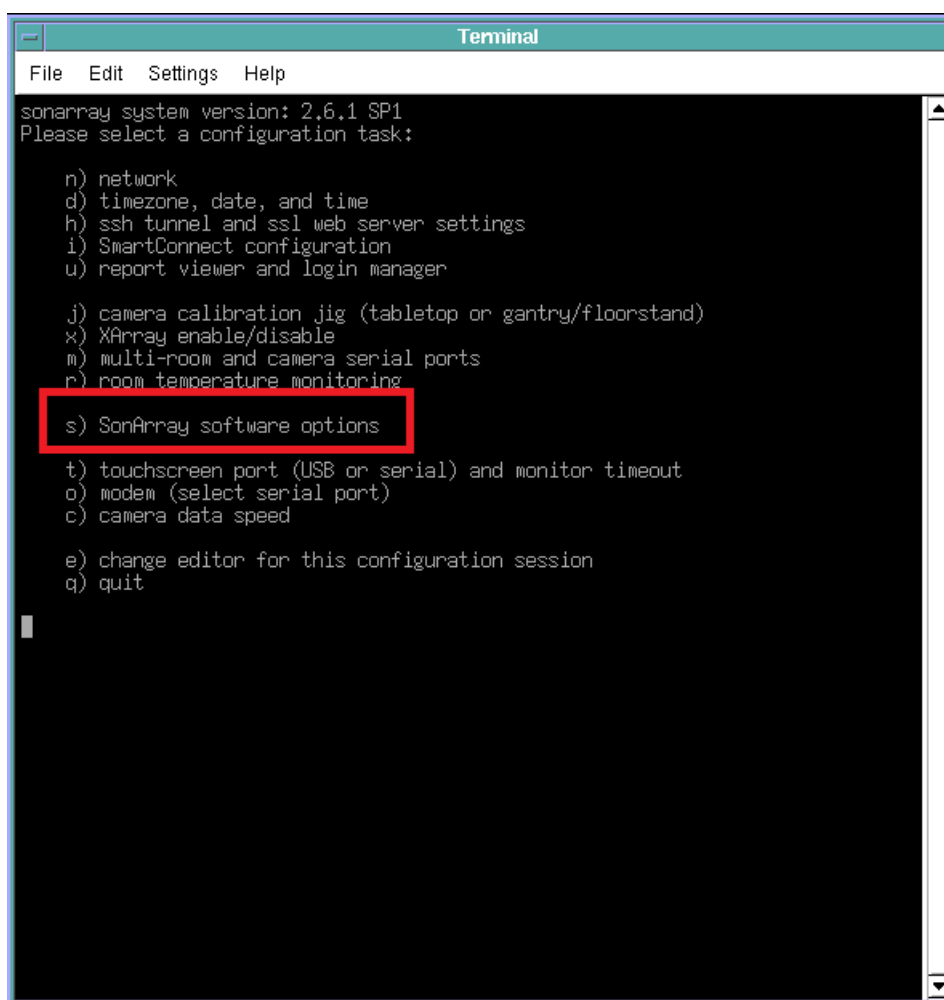 Terminal
File Edit Settings Help
sonarray system version: 2.6.1 SP1
Please select a configuration task:
n) network
d) timezone, date, and time
h) ssh tunnel and ssl web server settings
i) SmartConnect configuration
u) report viewer and login manager
j) camera calibration jig (tabletop or gantry/floorstand)
x) XArray enable/disable
m) multi-room and camera serial ports
r) room temperature monitoring
s) SonArray software options
t) touchscreen port (USB or serial) and monitor timeout
o) modem (select serial port)
c) camera data speed
e) change editor for this configuration session
q) quit